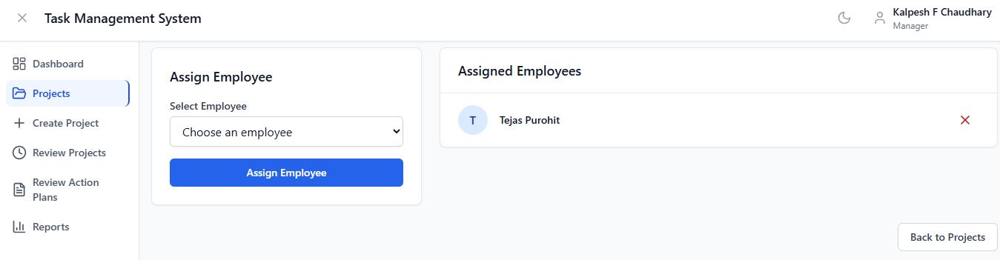 Task Management System
Kalpesh F Chaudhary
Manager
Dashboard
Projects
Create Project
Review Projects
Review Action
Plans
Reports
Assign Employee
Select Employee
Choose an employee
Assign Employee
Assigned Employees
T
Tejas Purohit
Back to Projects